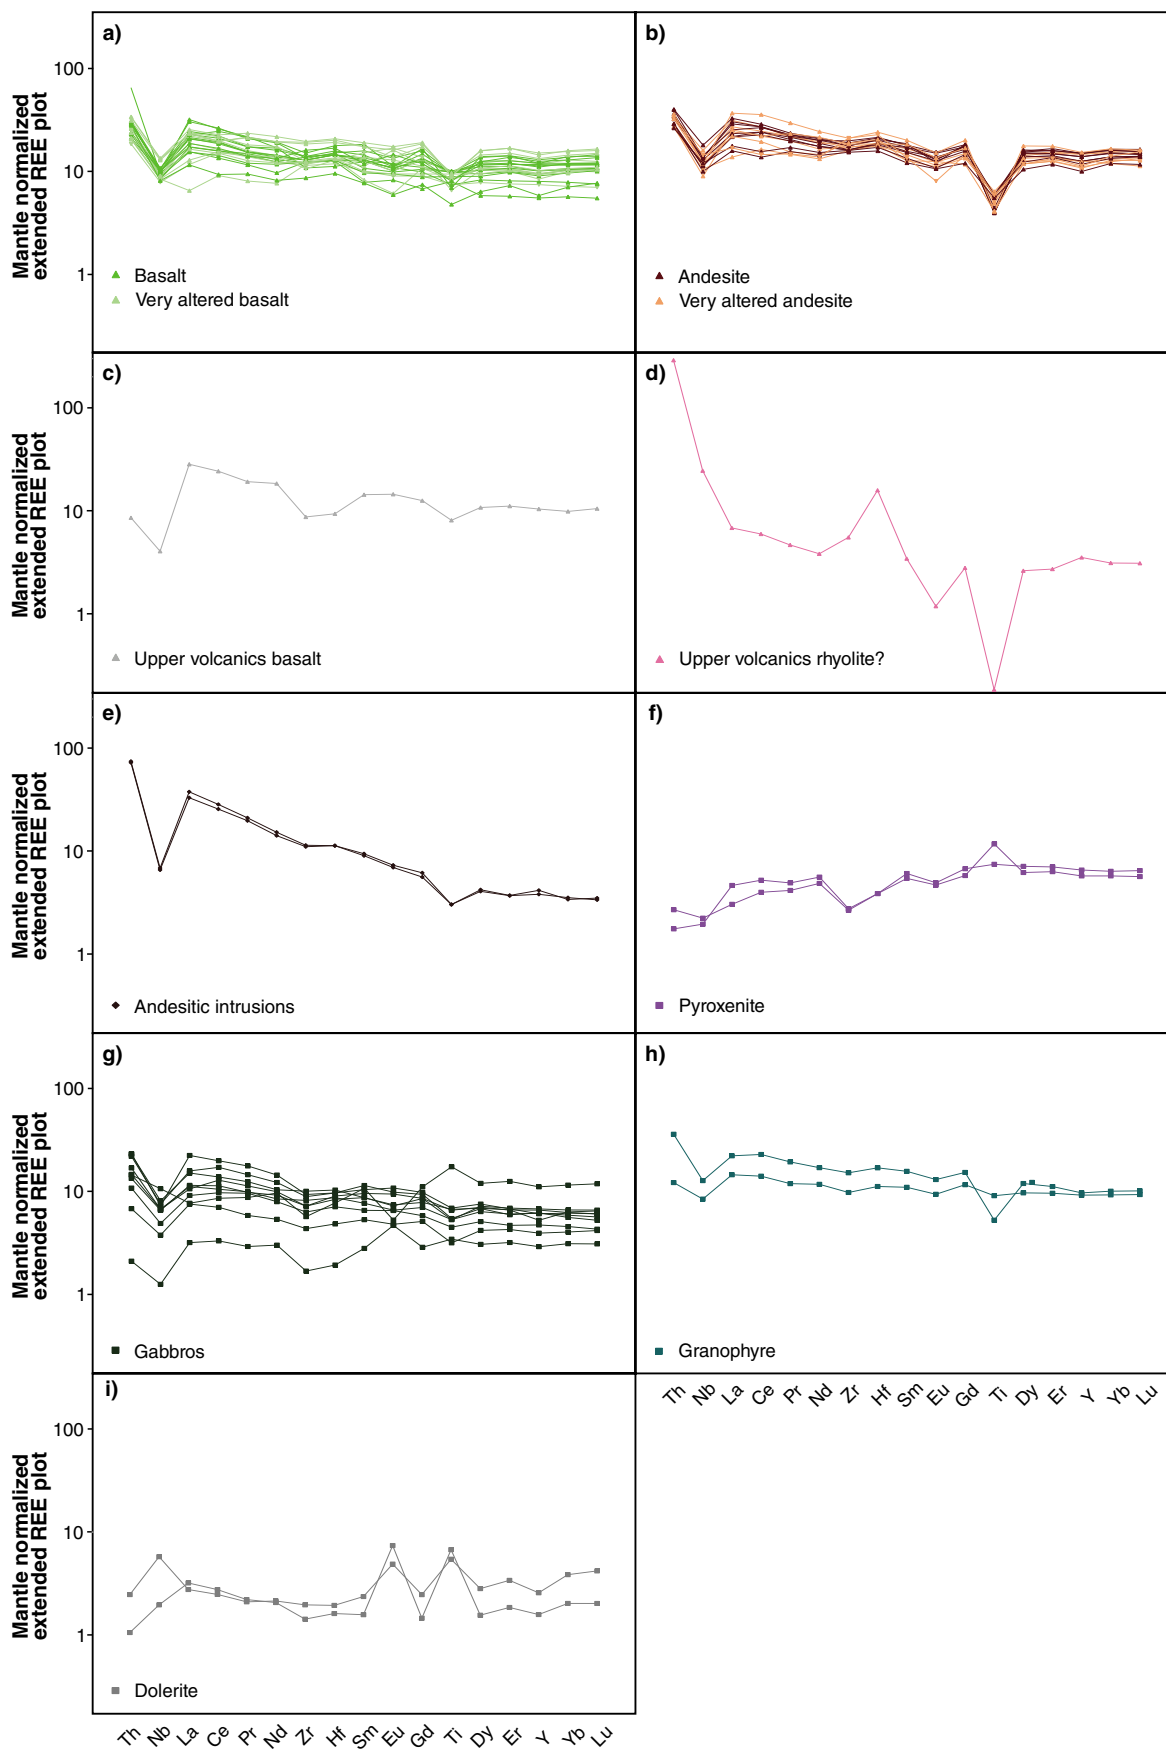 a)
b)
Mantle normalized
extended REE plot
100
10
1
Basalt
Very altered basalt
Andesite
Very altered andesite
c)
d)
Mantle normalized
extended REE plot
100
10
1
Upper volcanics basalt
Upper volcanics rhyolite?
e)
f)
Mantle normalized
extended REE plot
100
10
1
Andesitic intrusions
Pyroxenite
g)
h)
Mantle normalized
extended REE plot
100
10
1
Gabbros
Granophyre
Th Nb La Ce Pr Nd Zr Hf Sm Eu Gd Ti Dy Er Y Yb Lu
i)
Mantle normalized
extended REE plot
100
10
1
Dolerite
Th Nb La Ce Pr Nd Zr Hf Sm Eu Gd Ti Dy Er Y Yb Lu